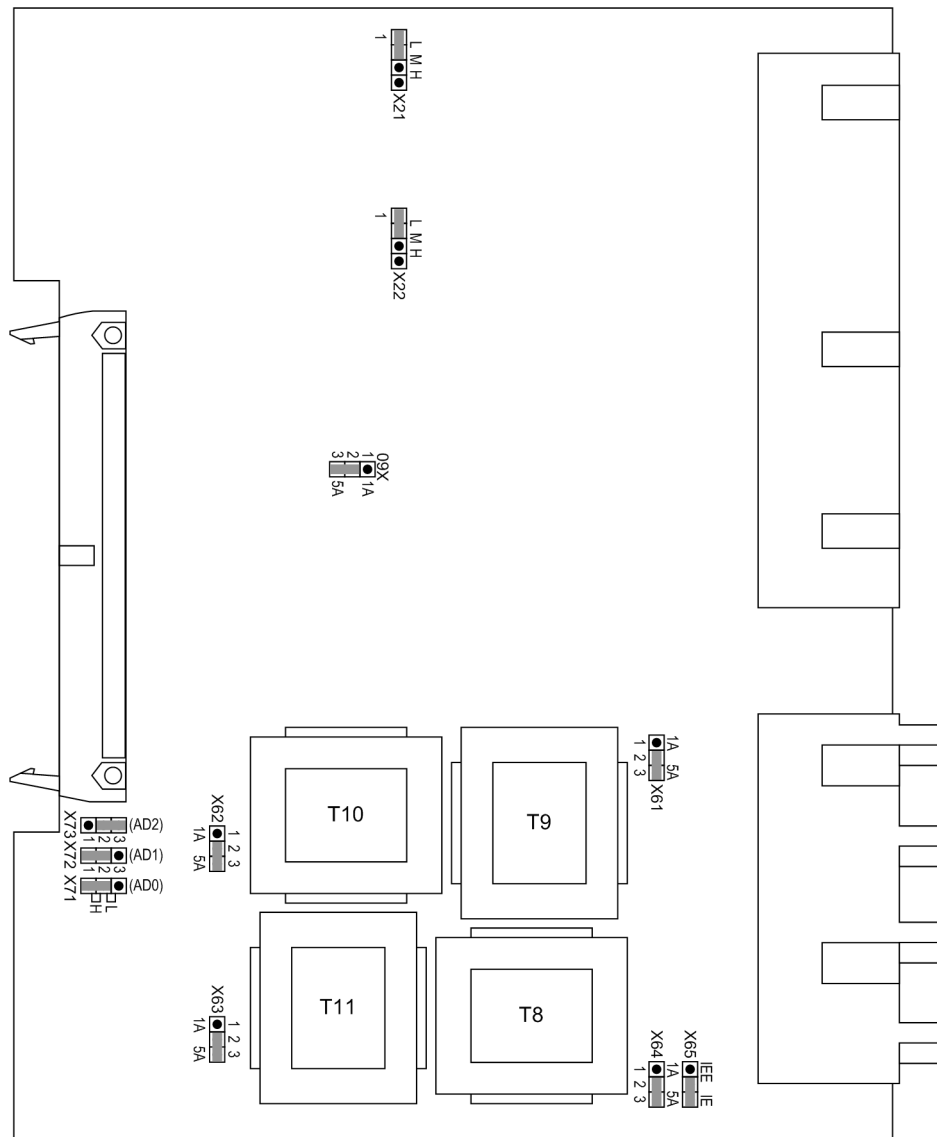 1
L M H
X21
1
L M H
X22
3 2 1
X60
5A 1A
T10
T9
1A 5A
1 2 3
X61
X62
1 2 3
1A 5A
X73
1 2 3
(AD2)
X72
(AD1)
1 2 3
X71
(AD0)
H L
T11
T8
X63
1 2 3
1A 5A
X64
1A 5A
1 2 3
X65
IEE IE